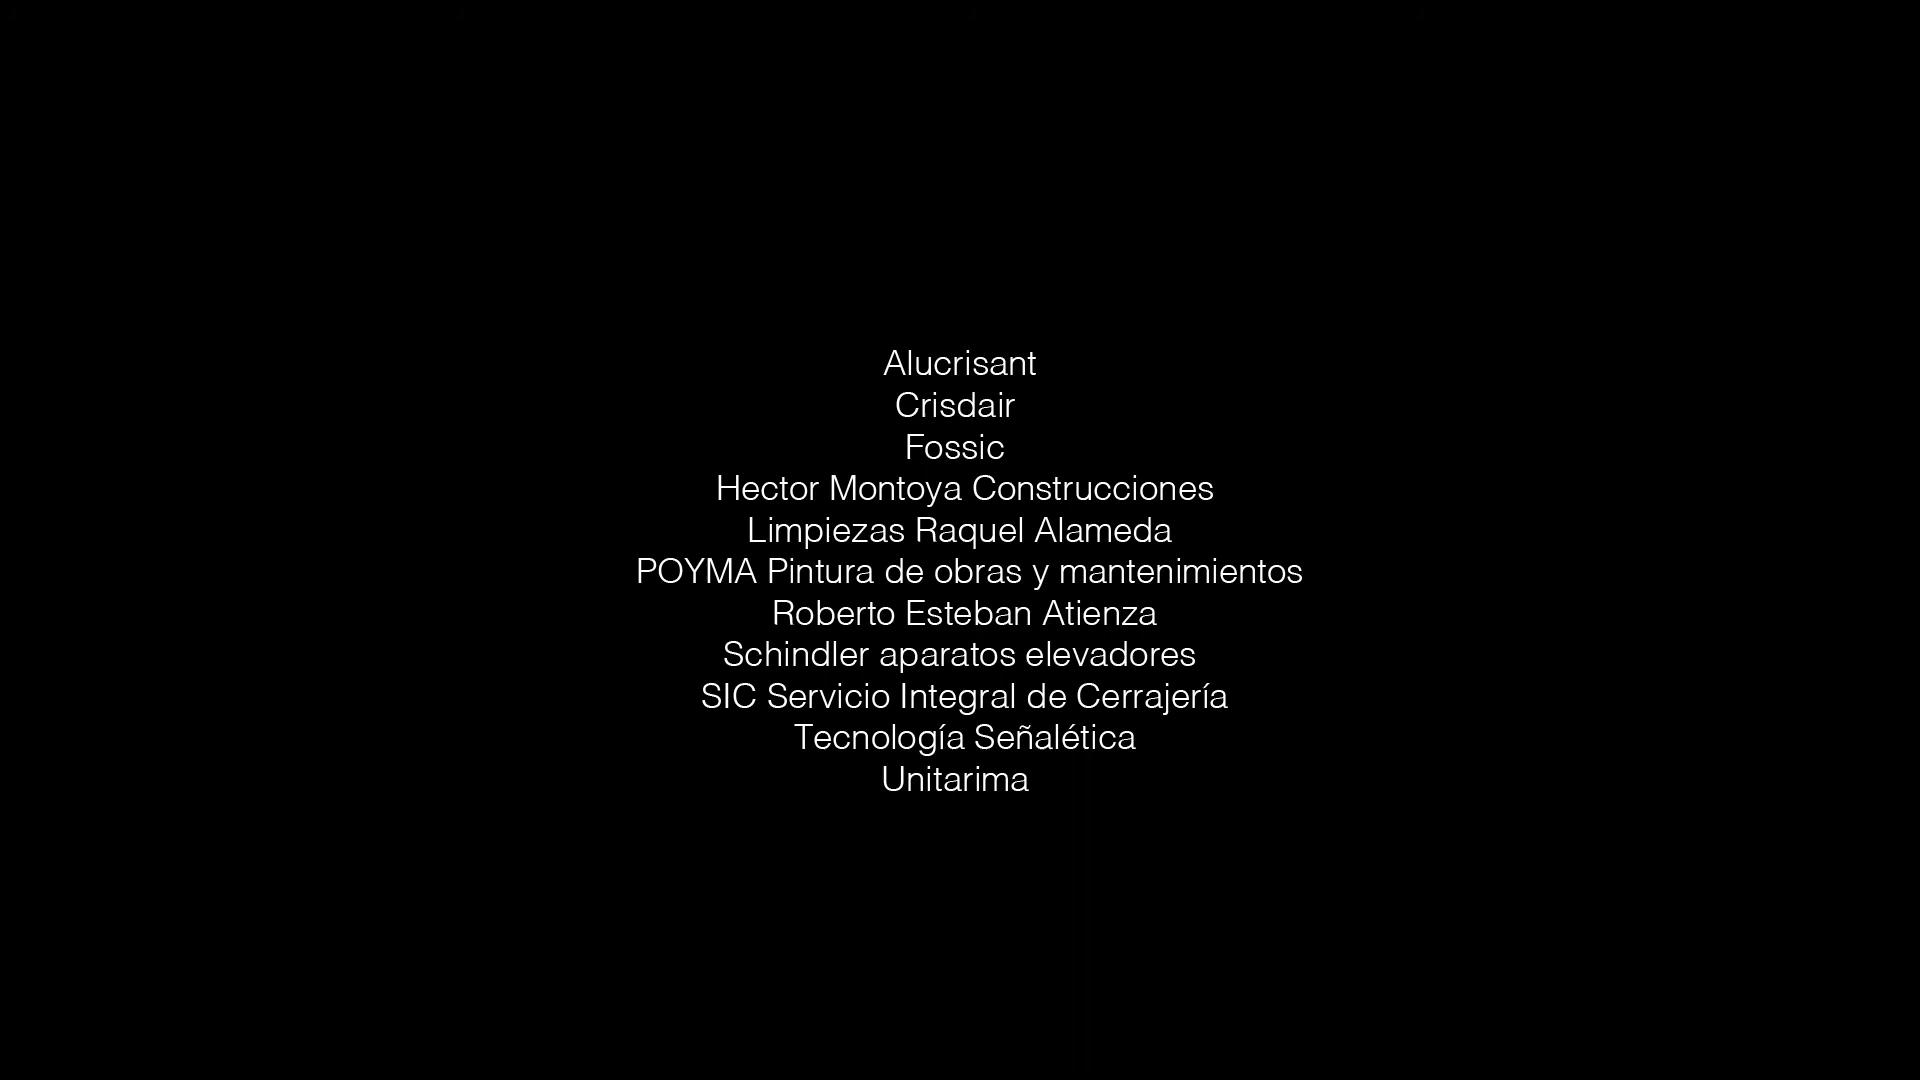 Alucrisant
Crisdair
Fossic
Hector Montoya Construcciones
Limpiezas Raquel Alameda
POYMA Pintura de obras y mantenimientos
Roberto Esteban Atienza
Schindler aparatos elevadores
SIC Servicio Integral de Cerrajería
Tecnología Señalética
Unitarima